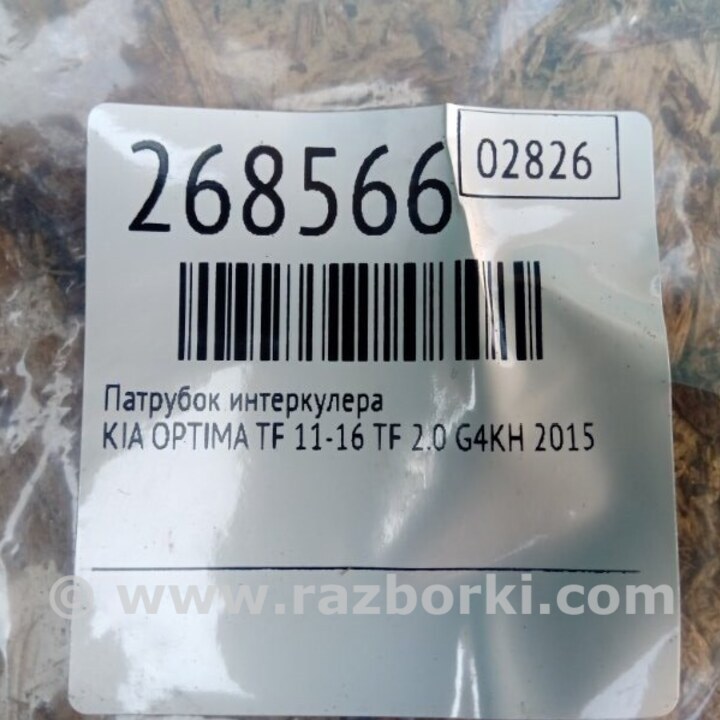 268566
02826
Патрубок интеркулера
KIA OPTIMA TF 11-16 TF 2.0 G4KH 2015
© www.razborki.com